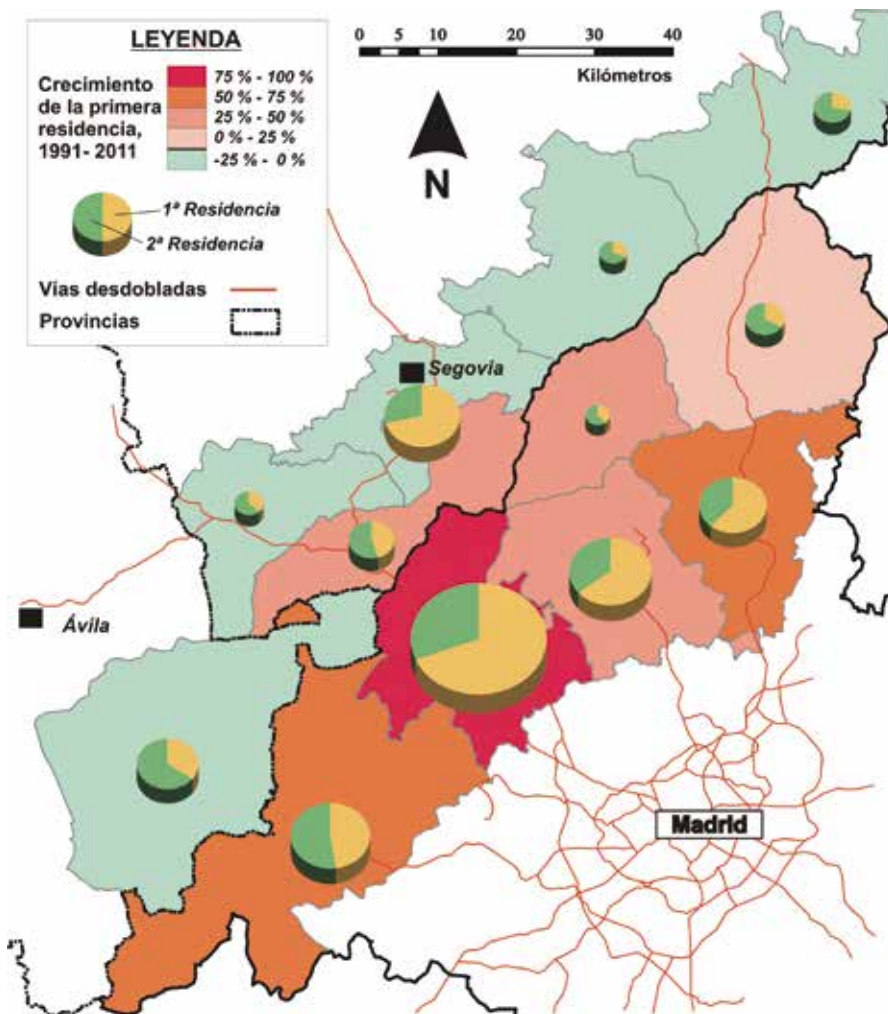 LEYENDA
Crecimiento
de la primera
residencia,
1991- 2011
75 % - 100 %
50 % - 75 %
25 % - 50 %
0 % - 25 %
-25 % - 0 %
1ª Residencia
2ª Residencia
Vías desdobladas
Provincias
0 5 10 20 30 40
Kilómetros
N
Segovia
Ávila
Madrid